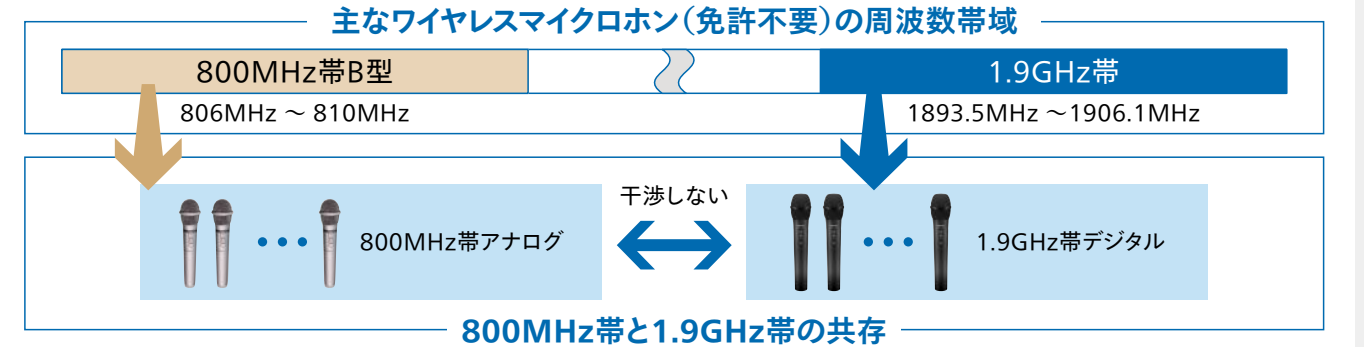 主なワイヤレスマイクロホン（免許不要）の周波数帯域
800MHz帯B型
1.9GHz帯
806MHz ～ 810MHz
1893.5MHz ～1906.1MHz
干渉しない
800MHz帯アナログ
1.9GHz帯デジタル
800MHz帯と1.9GHz帯の共存